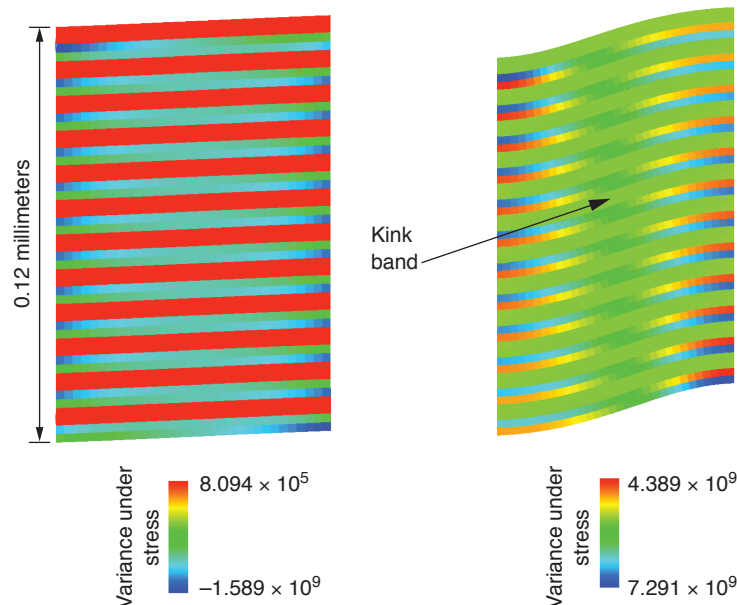 0.12 millimeters
Kink
band
Variance under
stress
8.094 × 10⁵
–1.589 × 10⁹
Variance under
stress
4.389 × 10⁹
7.291 × 10⁹